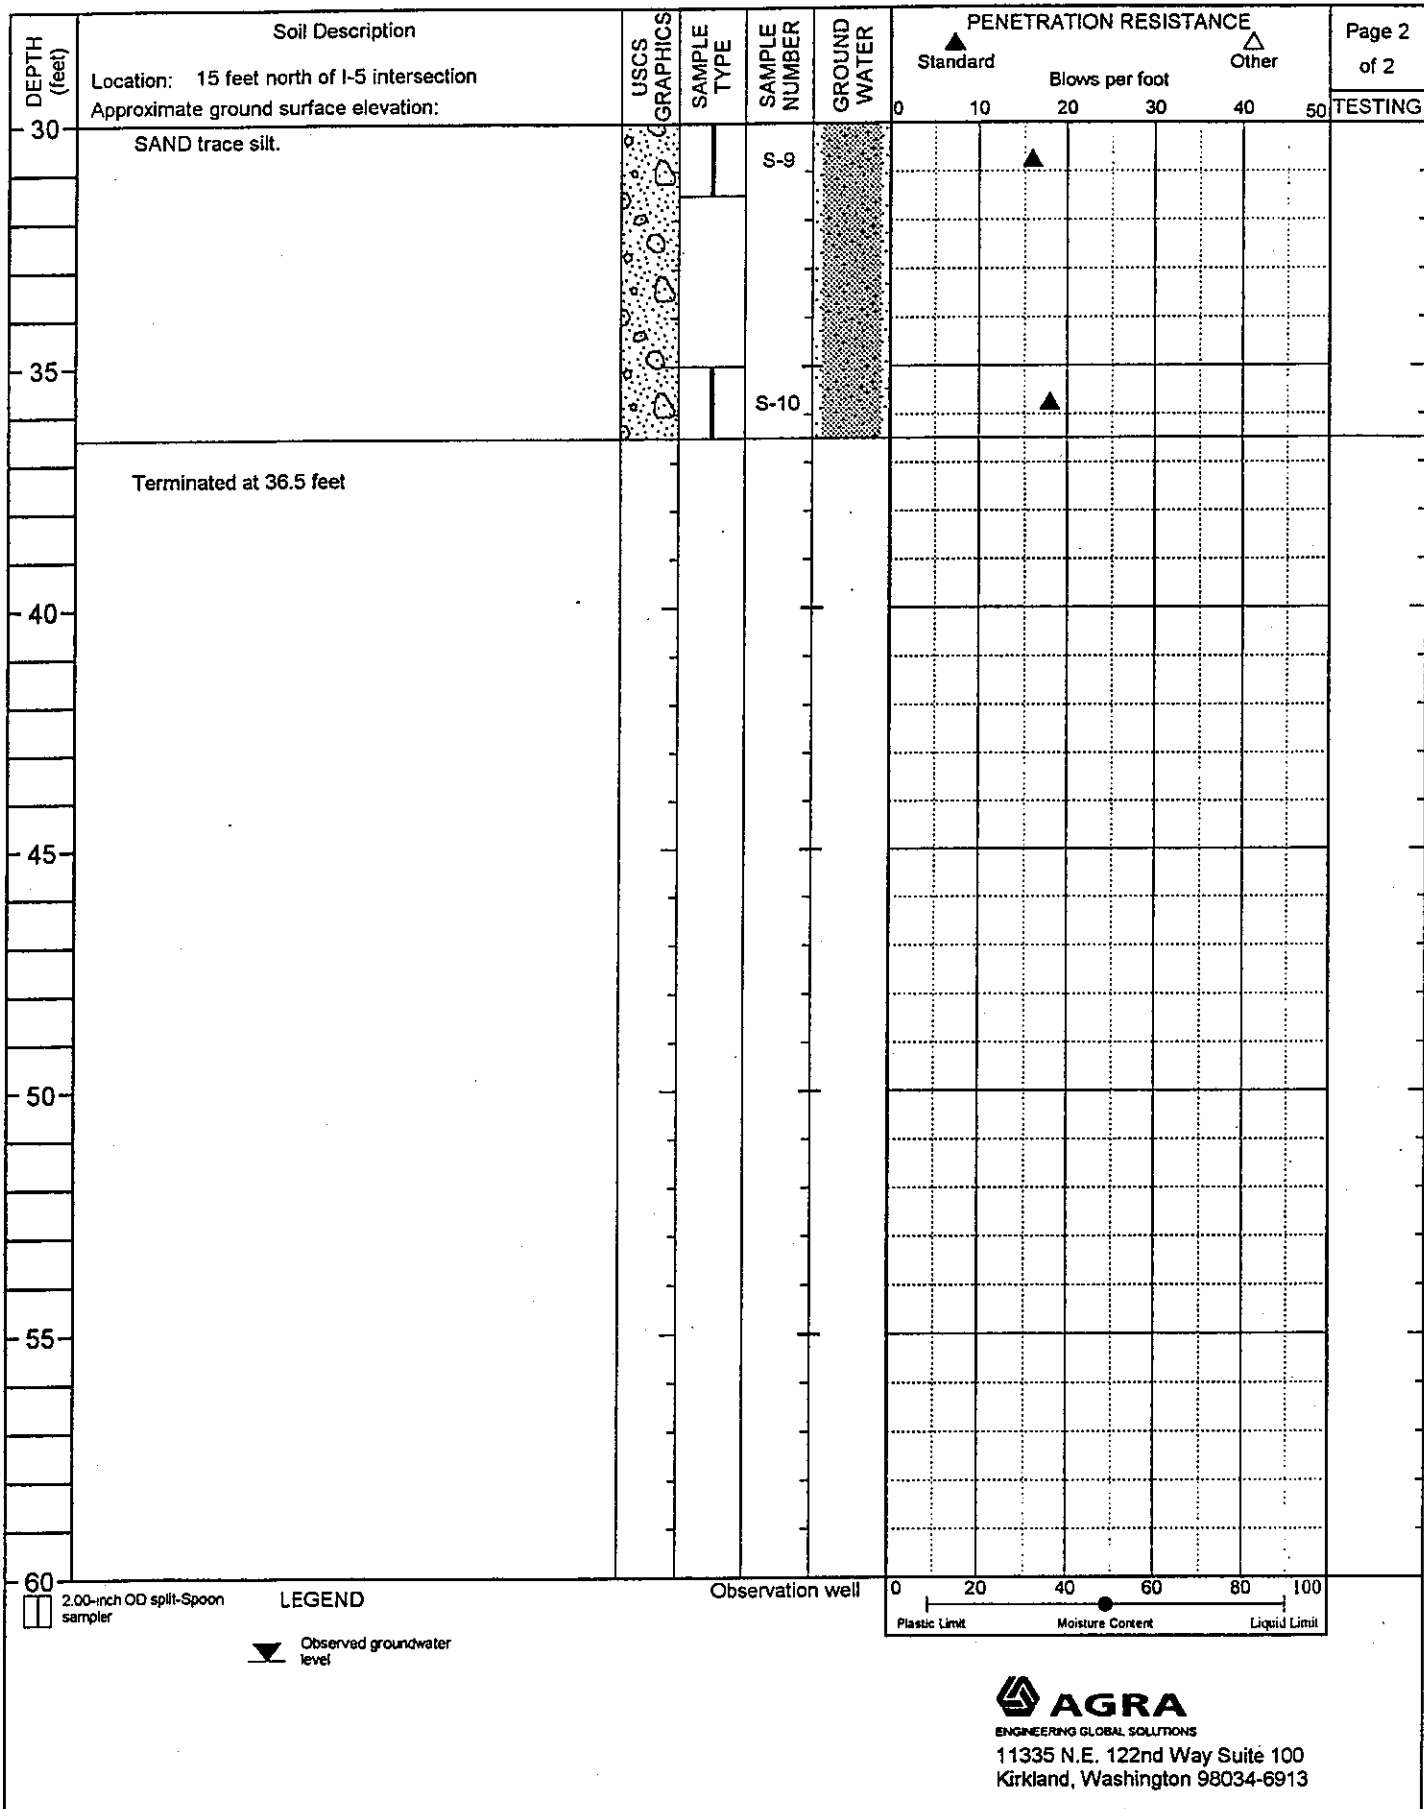 DEPTH (feet)
Soil Description
Location: 15 feet north of I-5 intersection
Approximate ground surface elevation:
USCS GRAPHICS
SAMPLE TYPE
SAMPLE NUMBER
GROUND WATER
PENETRATION RESISTANCE
Standard
Other
Blows per foot
0 10 20 30 40 50
Page 2
of 2
TESTING
30
SAND trace silt.
S-9
35
S-10
Terminated at 36.5 feet
40
45
50
55
60
2.00-inch OD split-Spoon
sampler
LEGEND
Observed groundwater
level
Observation well
0 20 40 60 80 100
Plastic Limit Moisture Content Liquid Limit
AGRA
ENGINEERING GLOBAL SOLUTIONS
11335 N.E. 122nd Way Suite 100
Kirkland, Washington 98034-6913